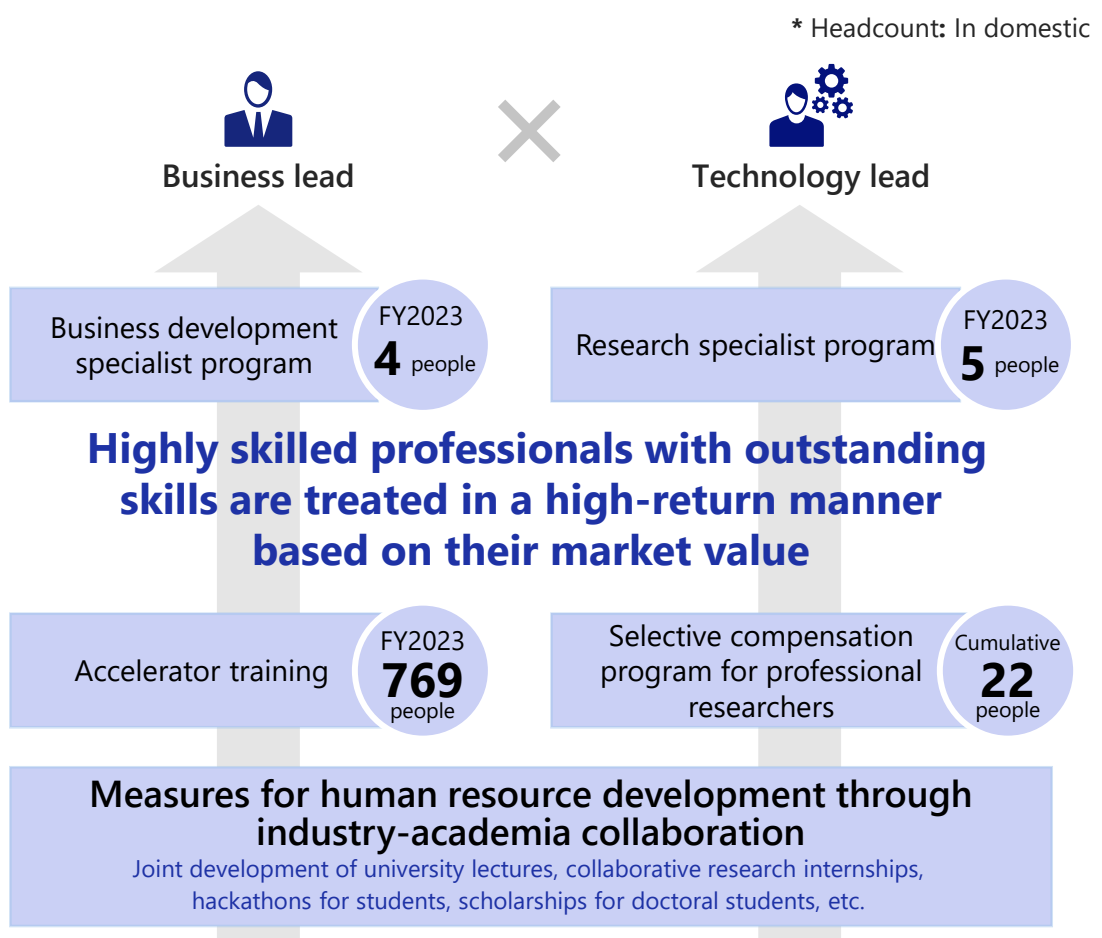 * Headcount: In domestic
Business lead
Technology lead
Business development
specialist program
FY2023
4 people
Research specialist program
FY2023
5 people
Highly skilled professionals with outstanding
skills are treated in a high-return manner
based on their market value
Accelerator training
FY2023
769
people
Selective compensation
program for professional
researchers
Cumulative
22
people
Measures for human resource development through
industry-academia collaboration
Joint development of university lectures, collaborative research internships,
hackathons for students, scholarships for doctoral students, etc.